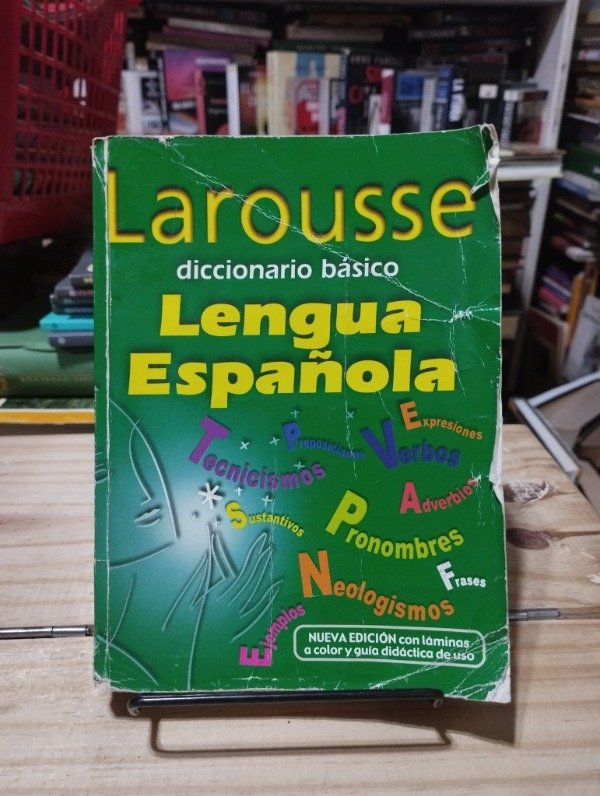 Larousse
diccionario básico
Lengua
Española
Expresiones
Tecnicismos
Preposiciones
Verbos
Adverbios
Sustantivos
Pronombres
Frases
Neologismos
Ejemplos
NUEVA EDICIÓN con láminas
a color y guía didáctica de uso